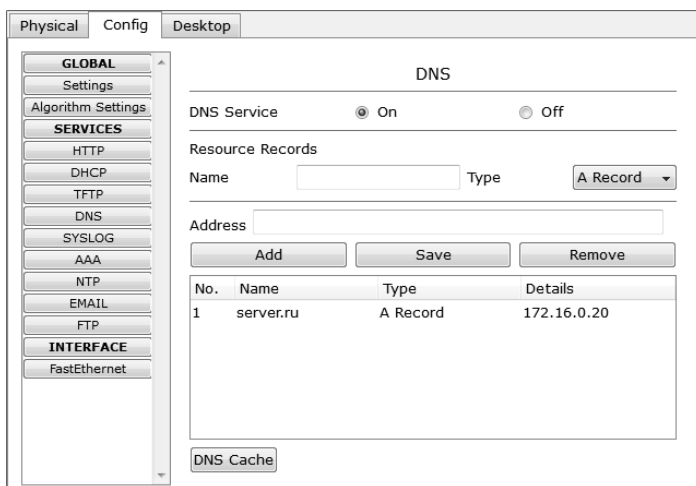 Physical Config Desktop
GLOBAL
Settings
Algorithm Settings
SERVICES
HTTP
DHCP
TFTP
DNS
SYSLOG
AAA
NTP
EMAIL
FTP
INTERFACE
FastEthernet
DNS
DNS Service On Off
Resource Records
Name Type A Record
Address
Add Save Remove
No. Name Type Details
1 server.ru A Record 172.16.0.20
DNS Cache